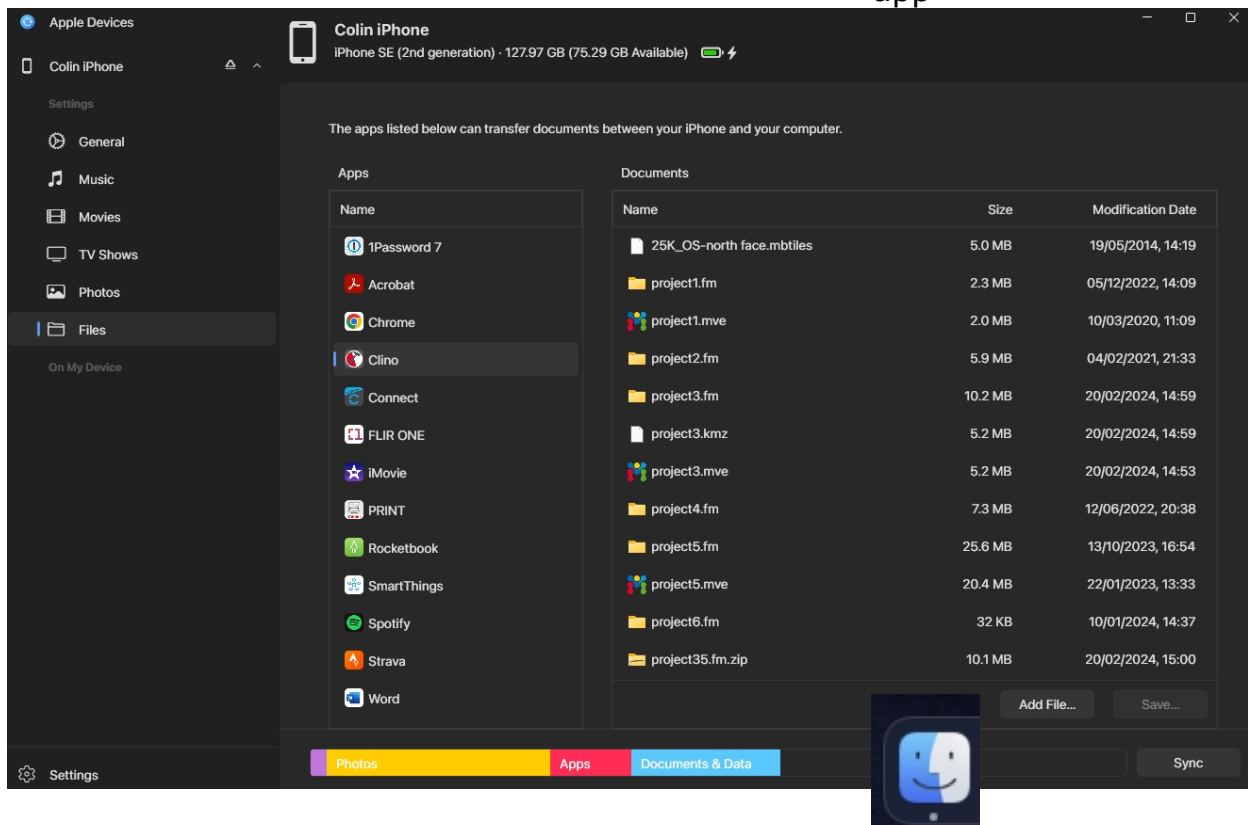 app
Apple Devices
Colin iPhone
Settings
General
Music
Movies
TV Shows
Photos
Files
On My Device
Settings
Colin iPhone
iPhone SE (2nd generation) · 127.97 GB (75.29 GB Available)
The apps listed below can transfer documents between your iPhone and your computer.
Apps
Name
1Password 7
Acrobat
Chrome
Clino
Connect
FLIR ONE
iMovie
PRINT
Rocketbook
SmartThings
Spotify
Strava
Word
Documents
Name Size Modification Date
25K_OS-north face.mbtiles 5.0 MB 19/05/2014, 14:19
project1.fm 2.3 MB 05/12/2022, 14:09
project1.mve 2.0 MB 10/03/2020, 11:09
project2.fm 5.9 MB 04/02/2021, 21:33
project3.fm 10.2 MB 20/02/2024, 14:59
project3.kmz 5.2 MB 20/02/2024, 14:59
project3.mve 5.2 MB 20/02/2024, 14:53
project4.fm 7.3 MB 12/06/2022, 20:38
project5.fm 25.6 MB 13/10/2023, 16:54
project5.mve 20.4 MB 22/01/2023, 13:33
project6.fm 32 KB 10/01/2024, 14:37
project35.fm.zip 10.1 MB 20/02/2024, 15:00
Add File... Save...
Photos Apps Documents & Data Sync